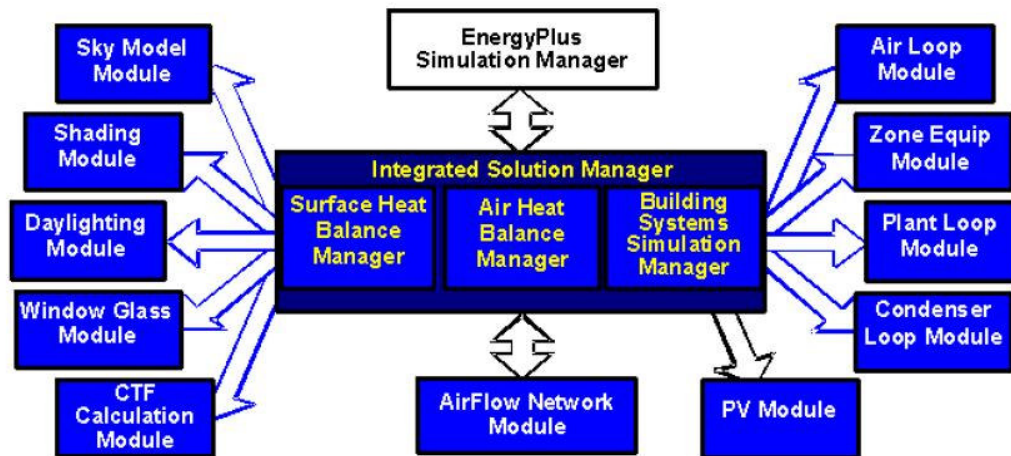 Sky Model
Module
Shading
Module
Daylighting
Module
Window Glass
Module
CTF
Calculation
Module
EnergyPlus
Simulation Manager
Integrated Solution Manager
Surface Heat
Balance
Manager
Air Heat
Balance
Manager
Building
Systems
Simulation
Manager
AirFlow Network
Module
PV Module
Air Loop
Module
Zone Equip
Module
Plant Loop
Module
Condenser
Loop Module